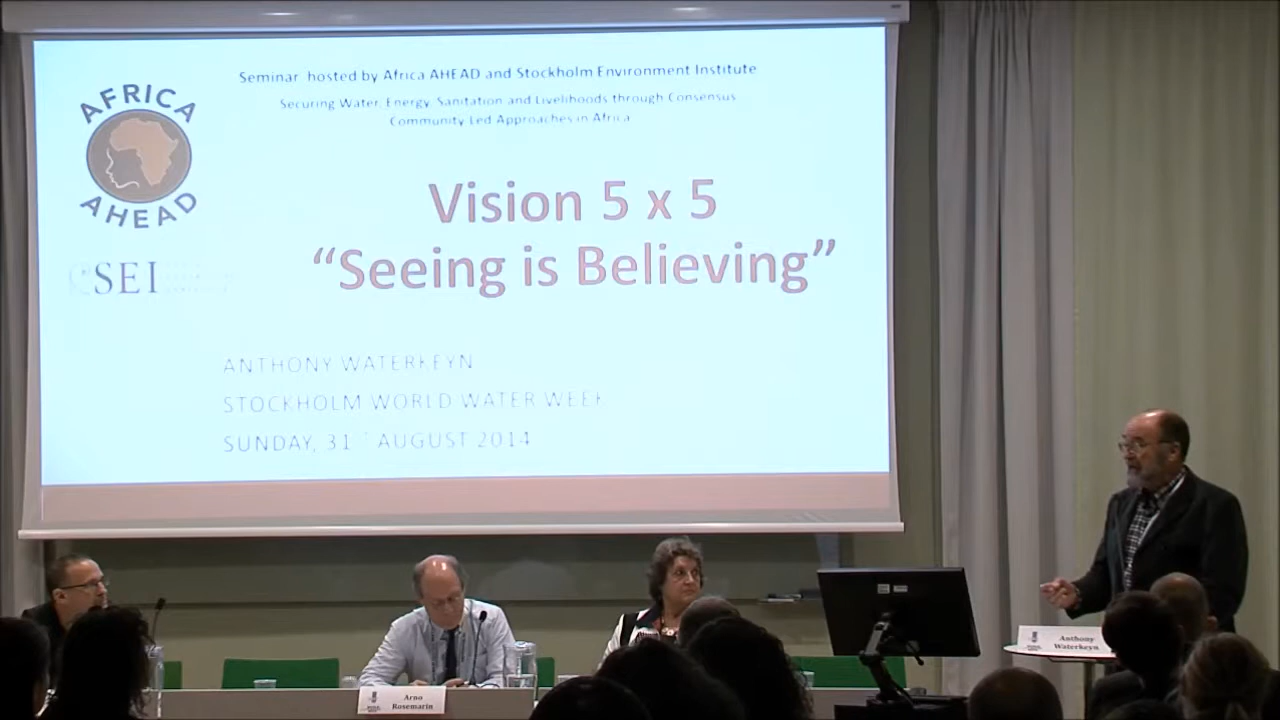 AFRICA
AHEAD
Seminar hosted by Africa AHEAD and Stockholm Environment Institute
Securing Water, Energy, Sanitation and Livelihoods through Consensus
Community-Led Approaches in Africa
Vision 5 x 5
“Seeing is Believing”
SEI
ANTHONY WATERKEYN
STOCKHOLM WORLD WATER WEEK
SUNDAY, 31 AUGUST 2014
Anthony
Waterkeyn
Arno
Rosemarin